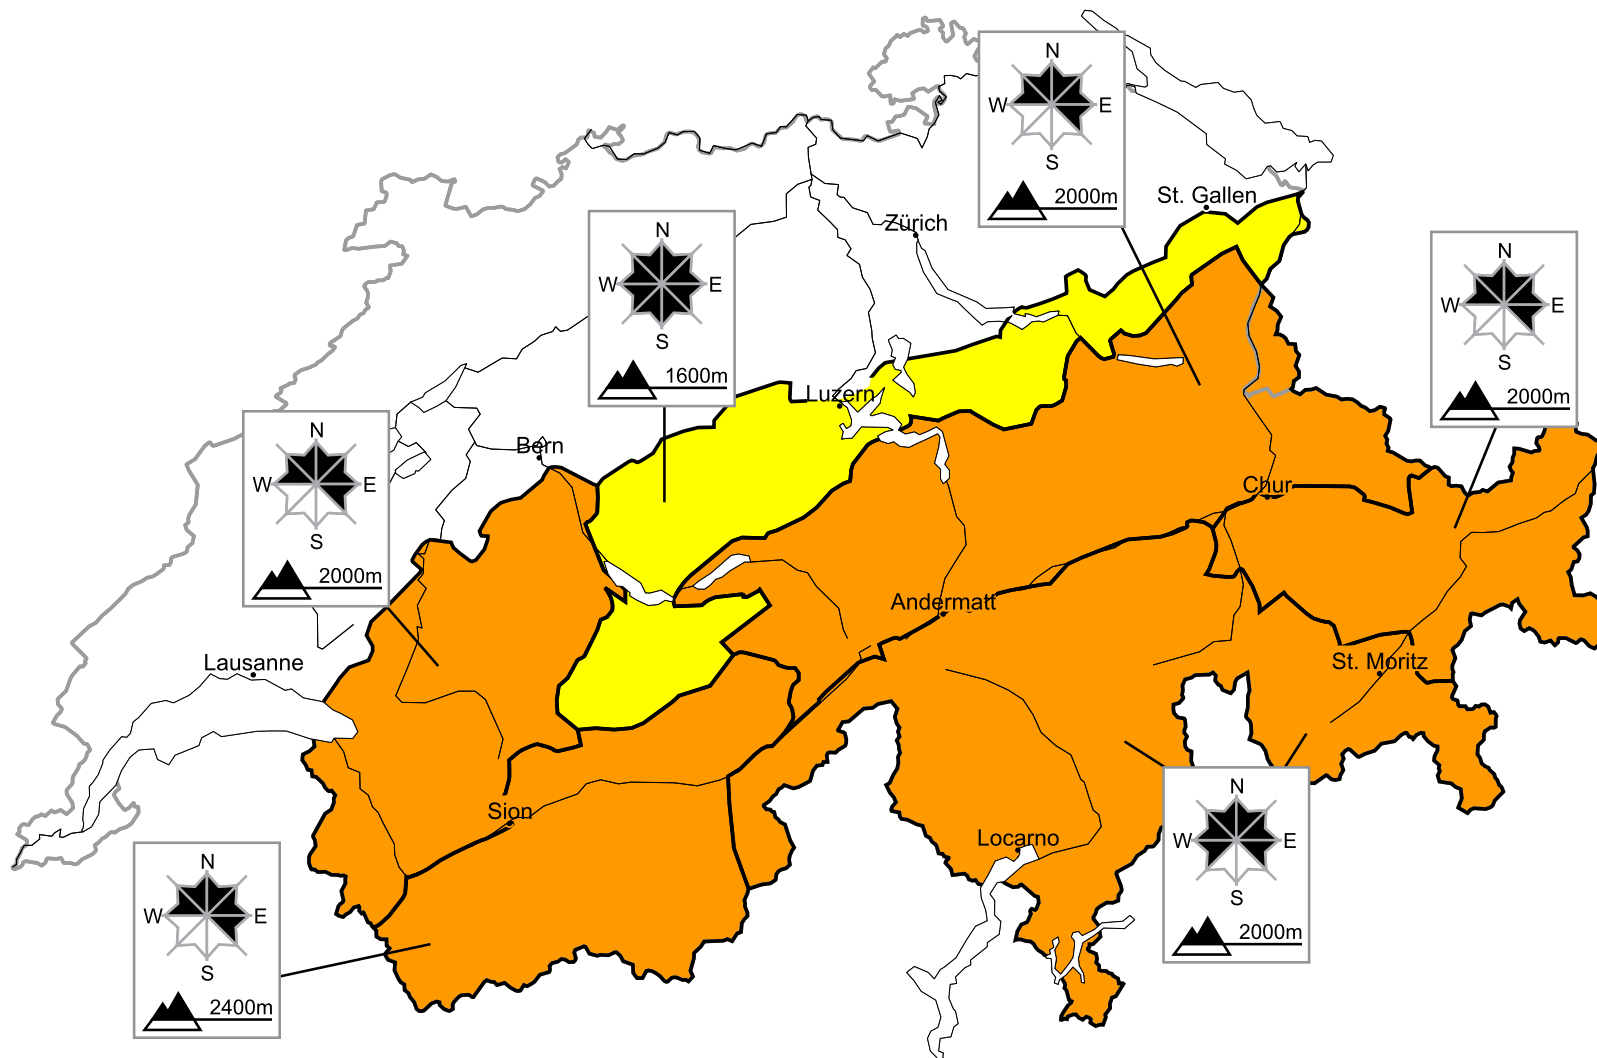 N
W E
S
2000m
St. Gallen
Zürich
N
W E
S
1600m
N
W E
S
2000m
Luzern
Bern
N
W E
S
2000m
Chur
Andermatt
Lausanne
St. Moritz
Sion
Locarno
N
W E
S
2000m
N
W E
S
2400m